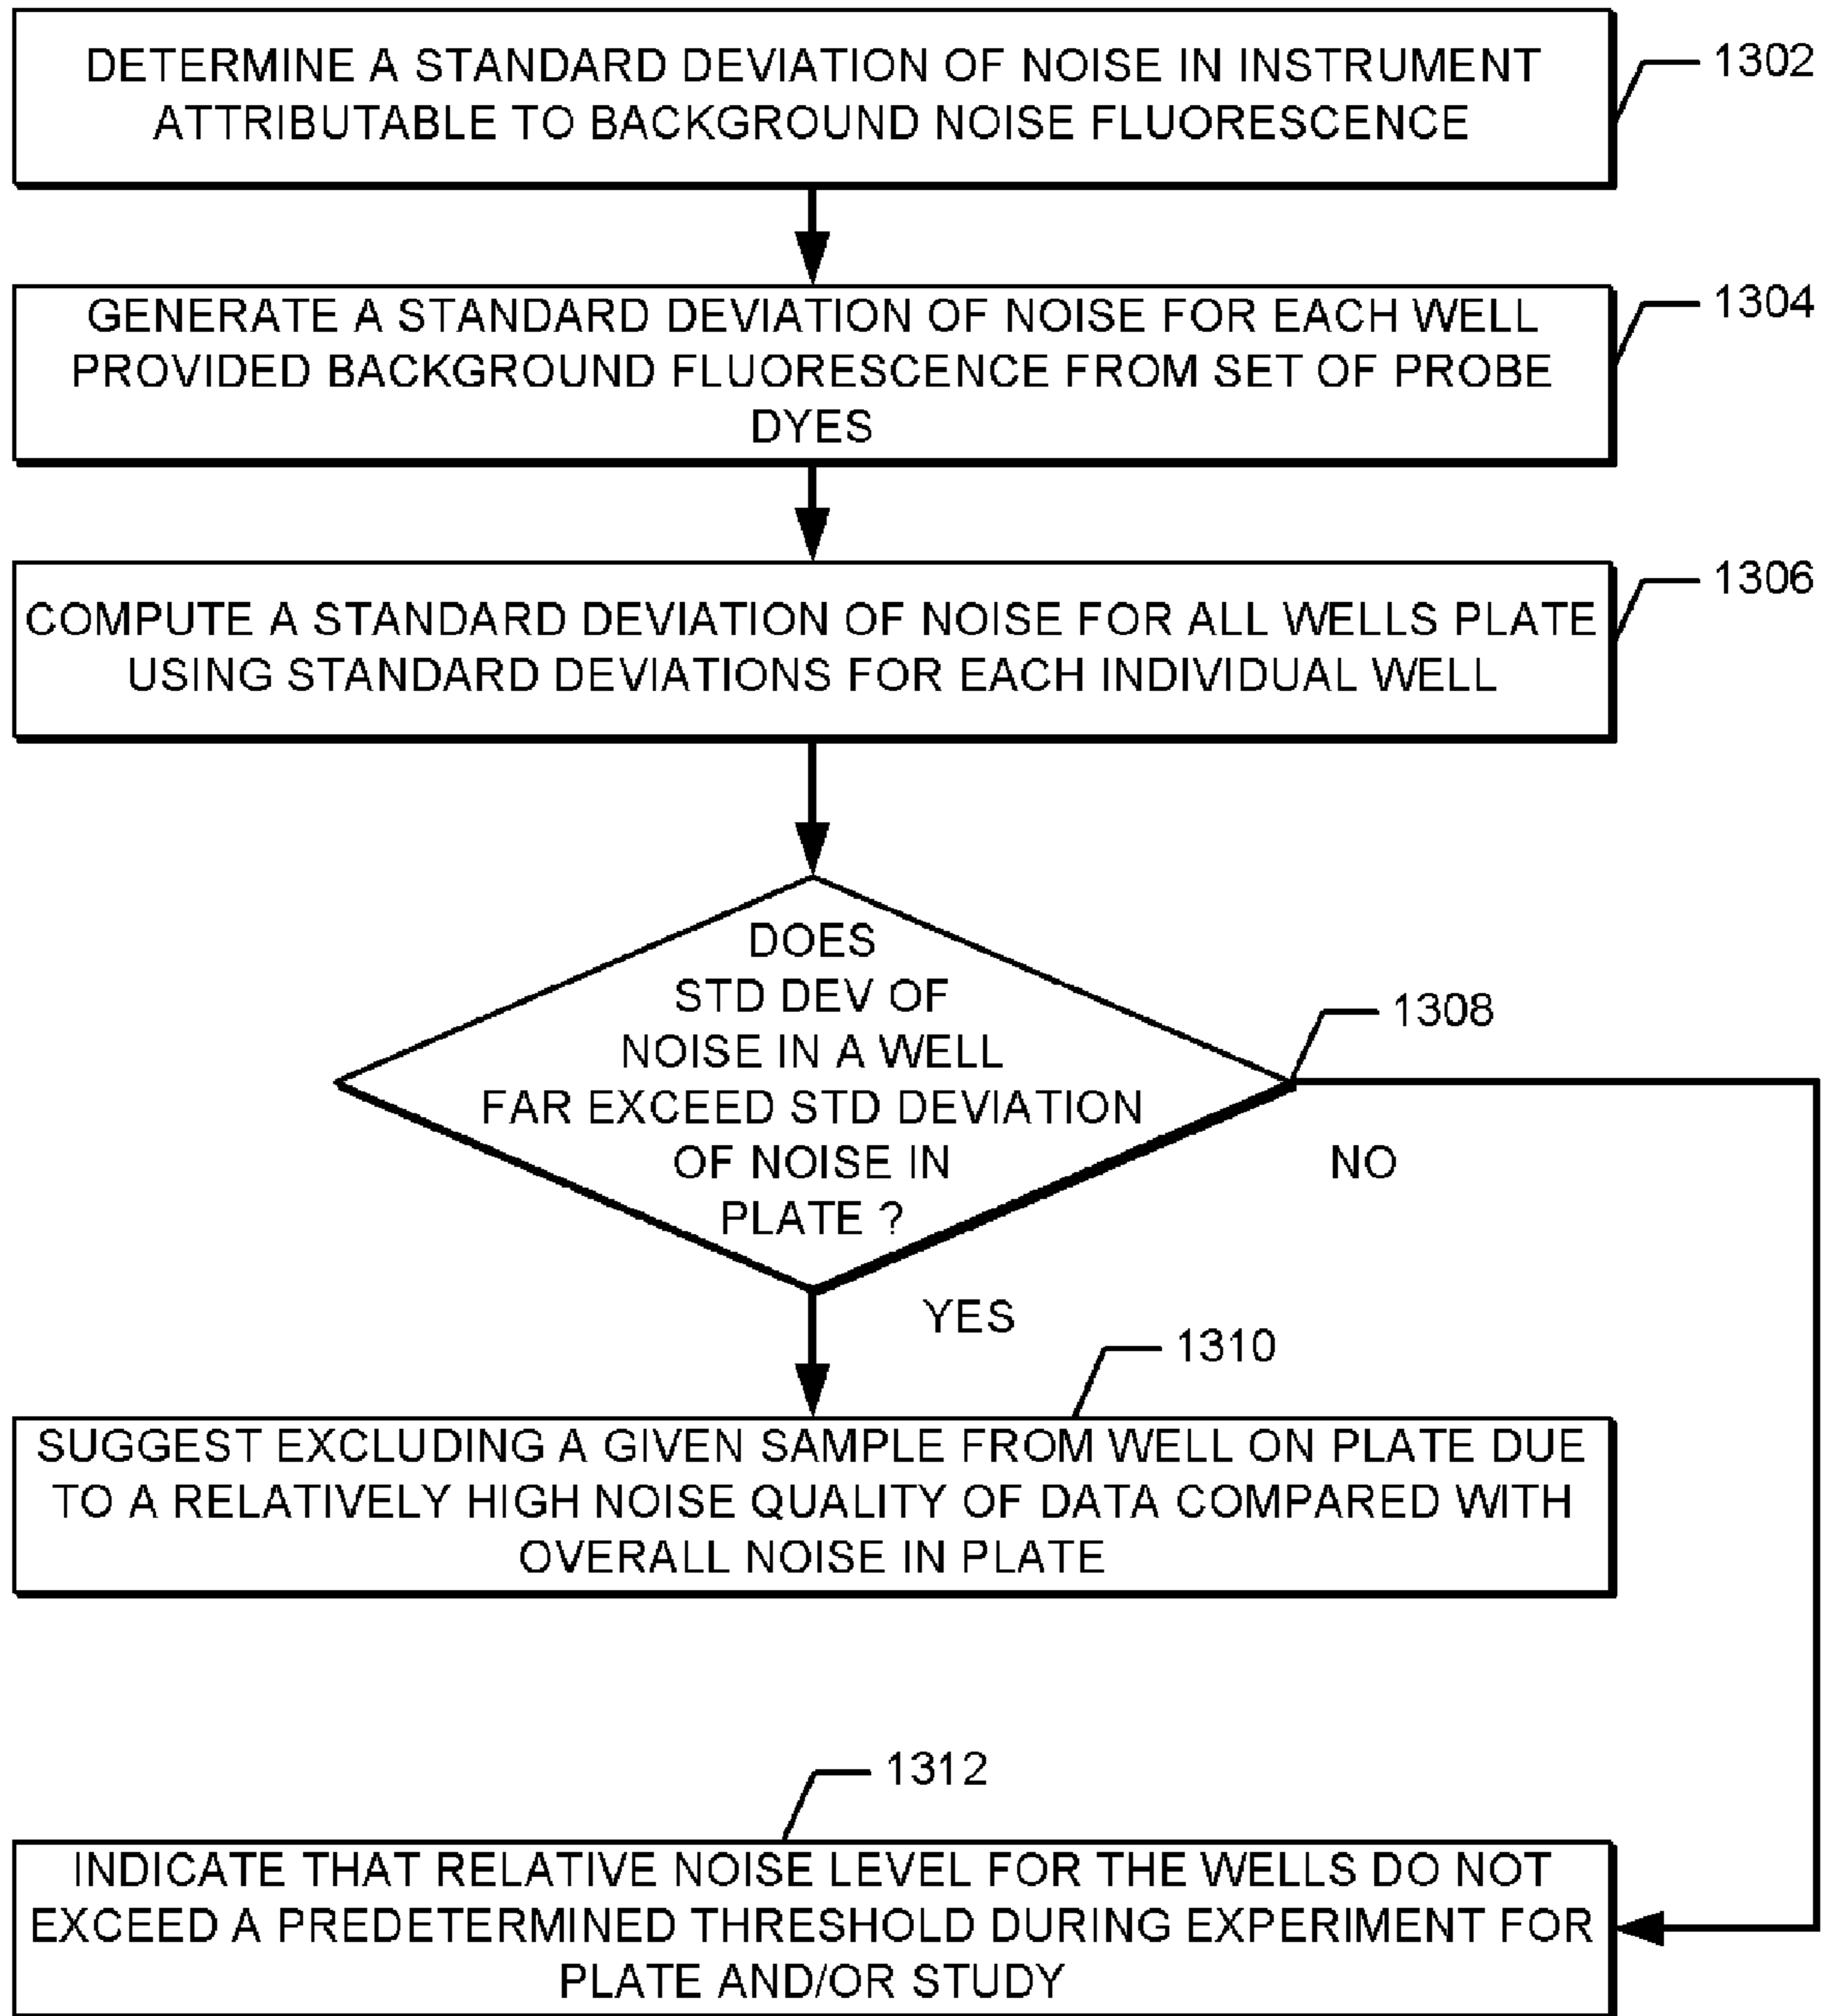 DETERMINE A STANDARD DEVIATION OF NOISE IN INSTRUMENT
ATTRIBUTABLE TO BACKGROUND NOISE FLUORESCENCE
1302
GENERATE A STANDARD DEVIATION OF NOISE FOR EACH WELL
PROVIDED BACKGROUND FLUORESCENCE FROM SET OF PROBE
DYES
1304
COMPUTE A STANDARD DEVIATION OF NOISE FOR ALL WELLS PLATE
USING STANDARD DEVIATIONS FOR EACH INDIVIDUAL WELL
1306
DOES
STD DEV OF
NOISE IN A WELL
FAR EXCEED STD DEVIATION
OF NOISE IN
PLATE ?
1308
NO
YES
1310
SUGGEST EXCLUDING A GIVEN SAMPLE FROM WELL ON PLATE DUE
TO A RELATIVELY HIGH NOISE QUALITY OF DATA COMPARED WITH
OVERALL NOISE IN PLATE
1312
INDICATE THAT RELATIVE NOISE LEVEL FOR THE WELLS DO NOT
EXCEED A PREDETERMINED THRESHOLD DURING EXPERIMENT FOR
PLATE AND/OR STUDY